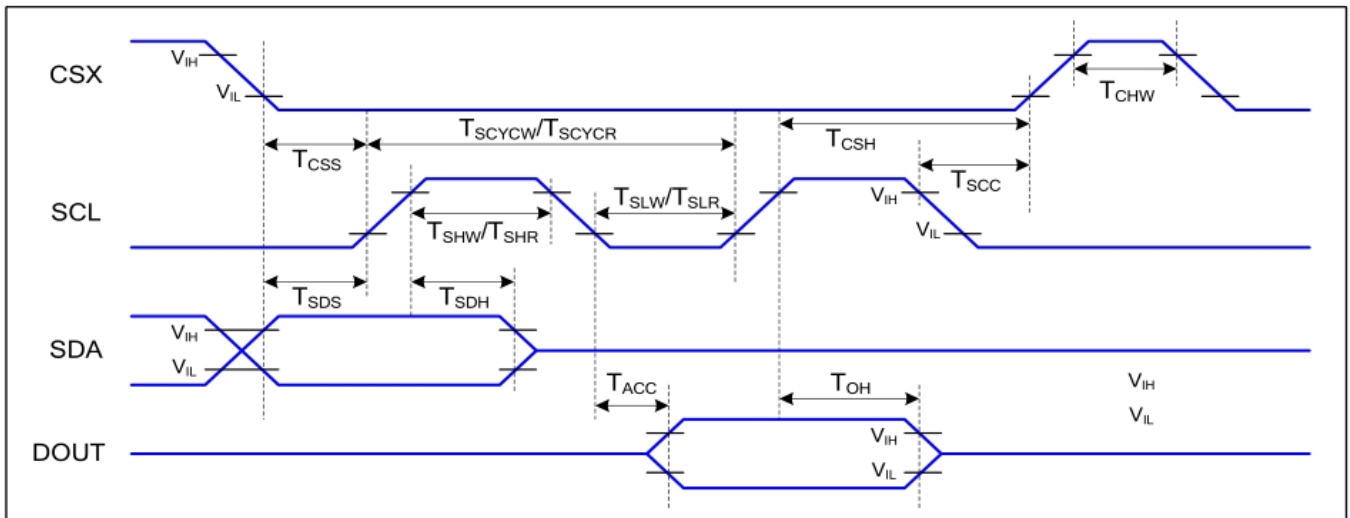 CSX
VIH
VIL
TCHW
TSCYCW/TSCYCR
TCSS
TCSH
TSCC
SCL
TSLW/TSLR
VIH
TSHW/TSHR
VIL
TSDS
TSDH
SDA
VIH
VIL
TACC
TOH
VIH
VIL
DOUT
VIH
VIL